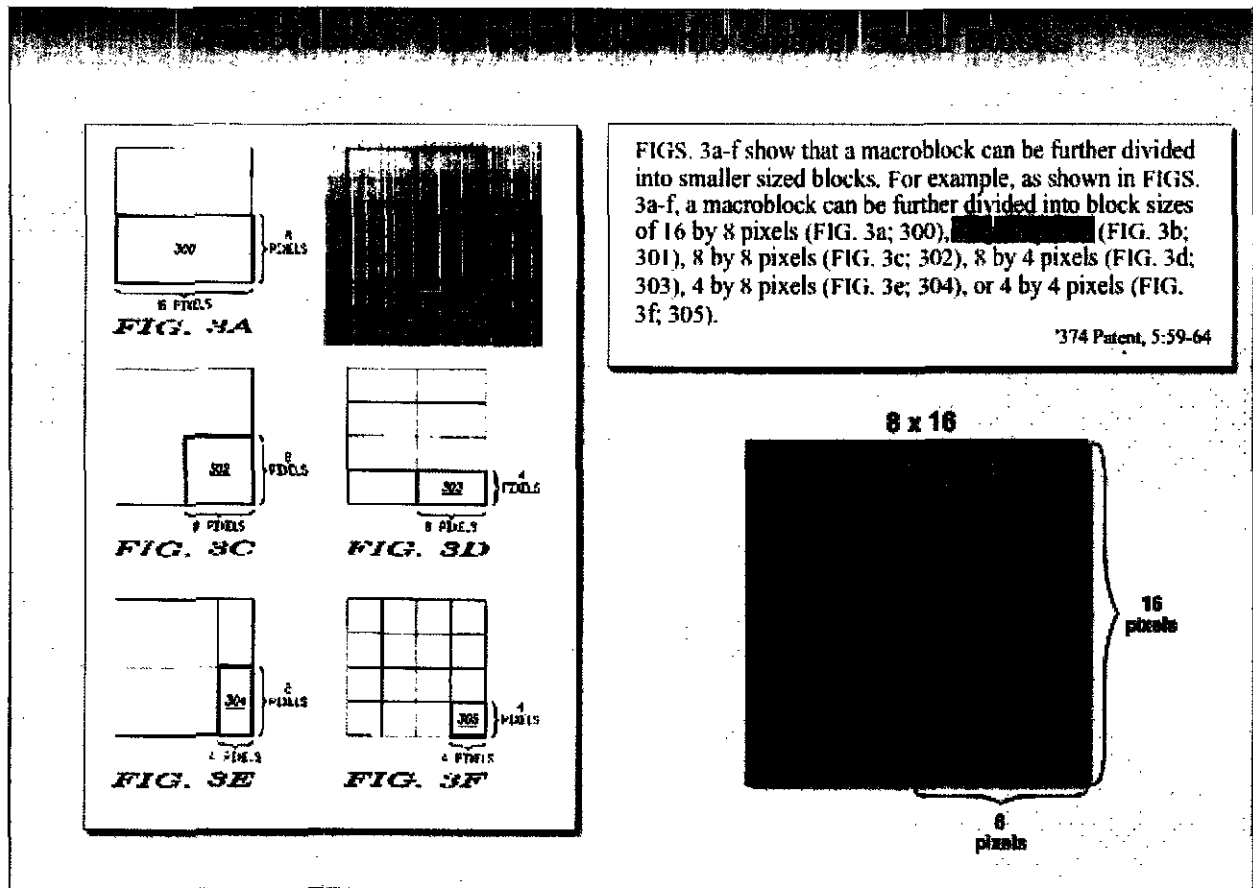 300
8
PIXELS
16 PIXELS
FIG. 3A
302
8
PIXELS
8 PIXELS
FIG. 3C
303
4
PIXELS
8 PIXELS
FIG. 3D
304
8
PIXELS
4 PIXELS
FIG. 3E
305
4
PIXELS
4 PIXELS
FIG. 3F
FIGS. 3a-f show that a macroblock can be further divided
into smaller sized blocks. For example, as shown in FIGS.
3a-f, a macroblock can be further divided into block sizes
of 16 by 8 pixels (FIG. 3a; 300), (FIG. 3b;
301), 8 by 8 pixels (FIG. 3c; 302), 8 by 4 pixels (FIG. 3d;
303), 4 by 8 pixels (FIG. 3e; 304), or 4 by 4 pixels (FIG.
3f; 305).
'374 Patent, 5:59-64
8 x 16
16
pixels
8
pixels